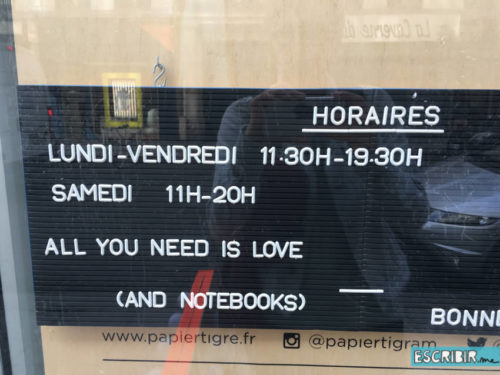 HORAIRES
LUNDI-VENDREDI 11.30H-19.30H
SAMEDI 11H-20H
ALL YOU NEED IS LOVE
(AND NOTEBOOKS)
www.papiertigre.fr
@papiertigram
ESCRIBIR.me